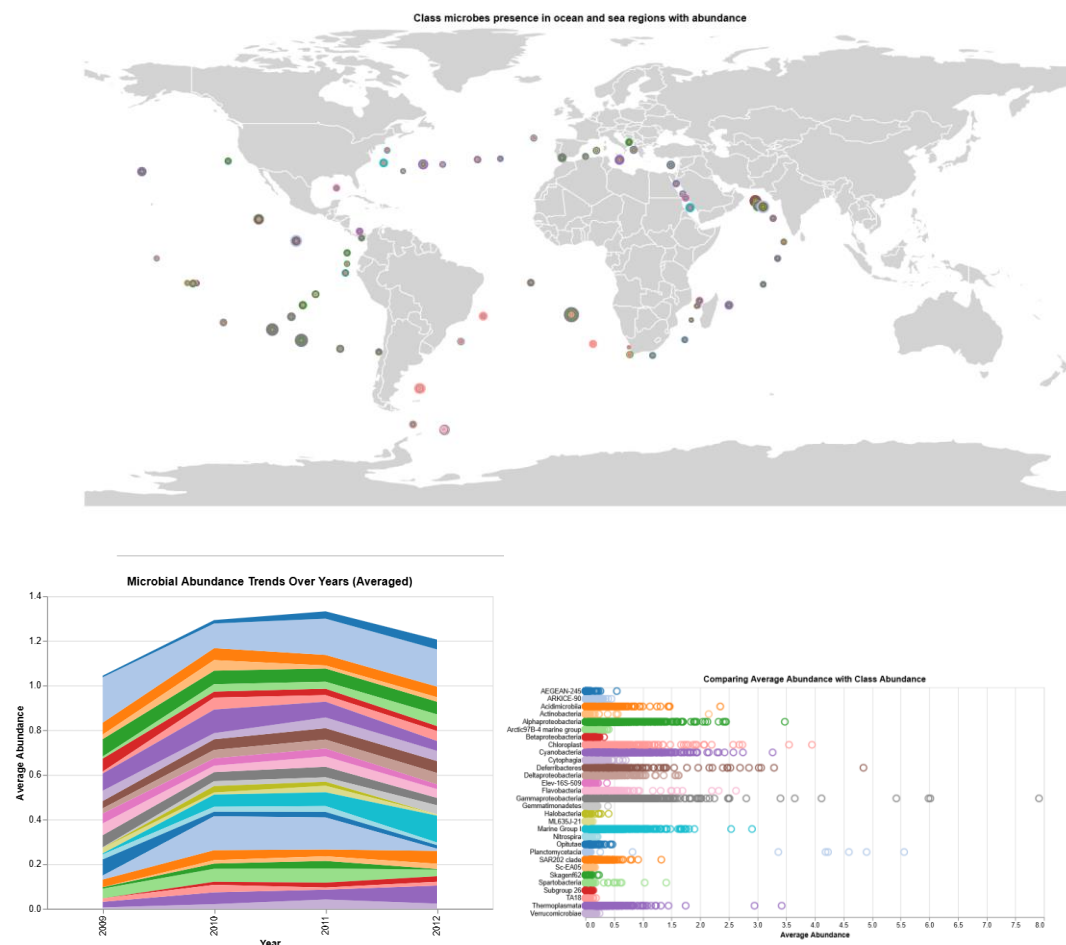 Class microbes presence in ocean and sea regions with abundance
Microbial Abundance Trends Over Years (Averaged)
1.4
1.2
1.0
0.8
0.6
0.4
0.2
0.0
Average Abundance
2009
2010
2011
2012
Year
Comparing Average Abundance with Class Abundance
AEGEAN-245
ARKICE-90
Acidimicrobiia
Actinobacteria
Alphaproteobacteria
Arctic97B-4 marine group
Betaproteobacteria
Chloroplast
Cyanobacteria
Cytophagia
Deferribacteres
Deltaproteobacteria
Elev-16S-509
Flavobacteria
Gammaproteobacteria
Gemmatimonadetes
Halobacteria
ML635J-21
Marine Group I
Nitrospira
Opitutae
Planctomycetacia
SAR202 clade
Sc-EA05
Skagenf62
Spartobacteria
Subgroup 26
TA18
Thermoplasmata
Verrucomicrobiae
0.0 0.5 1.0 1.5 2.0 2.5 3.0 3.5 4.0 4.5 5.0 5.5 6.0 6.5 7.0 7.5 8.0
Average Abundance